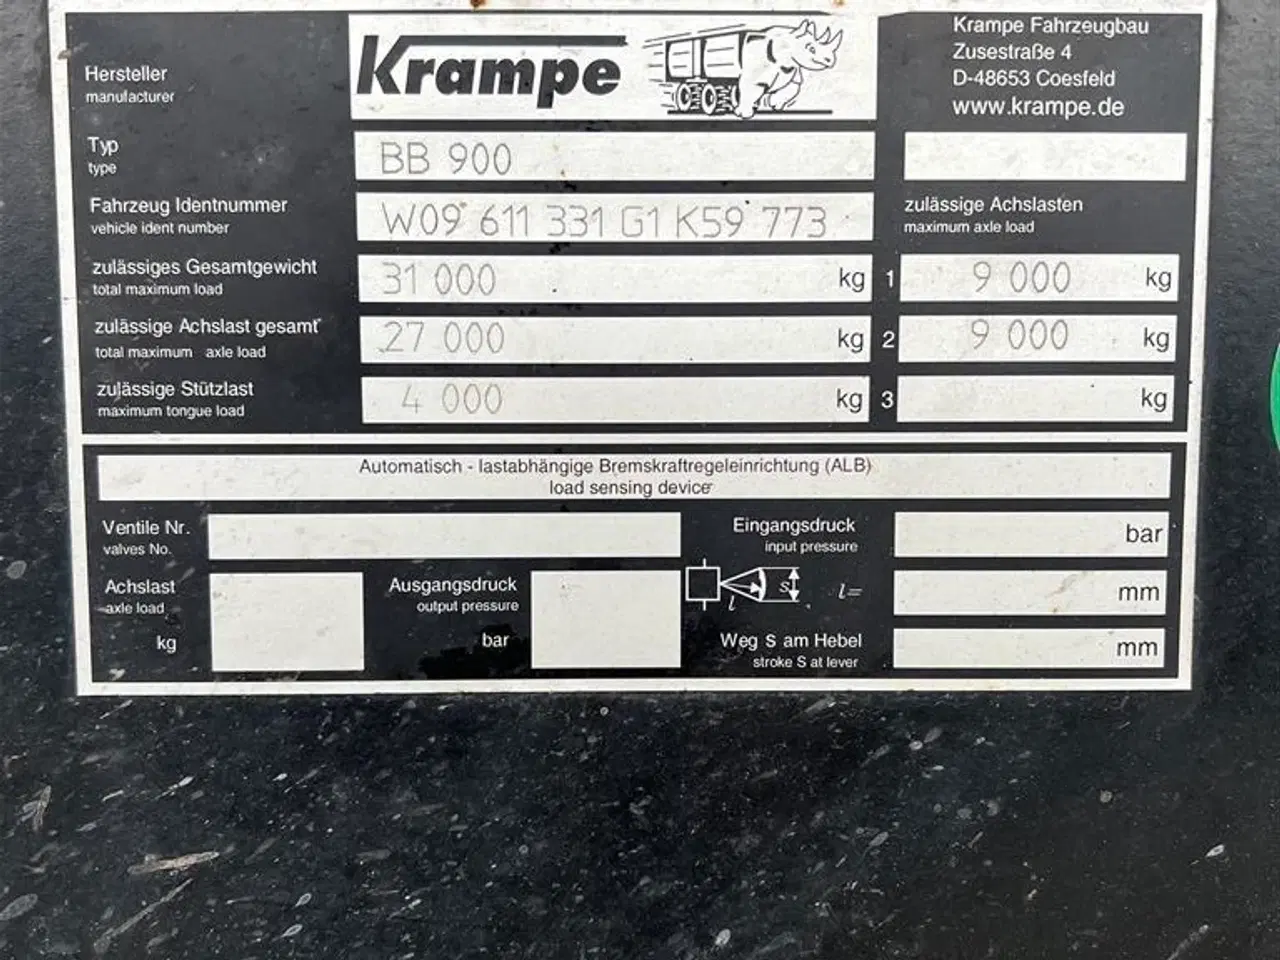 Krampe
Krampe Fahrzeugbau
Zusestraße 4
D-48653 Coesfeld
www.krampe.de
Hersteller
manufacturer
Typ
type
BB 900
Fahrzeug Identnummer
vehicle ident number
W09 611 331 G1 K59 773
zulässige Achslasten
maximum axle load
zulässiges Gesamtgewicht
total maximum load
31 000 kg
1 9 000 kg
zulässige Achslast gesamt
total maximum axle load
27 000 kg
2 9 000 kg
zulässige Stützlast
maximum tongue load
4 000 kg
3 kg
Automatisch - lastabhängige Bremskraftregeleinrichtung (ALB)
load sensing device
Ventile Nr.
valves No.
Eingangsdruck
input pressure
bar
Achslast
axle load
kg
Ausgangsdruck
output pressure
bar
s
l
l=
mm
Weg S am Hebel
stroke S at lever
mm